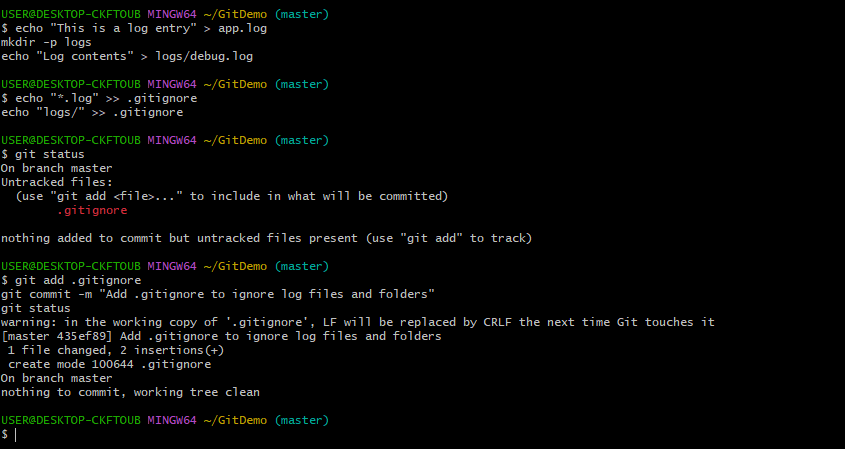 USER@DESKTOP-CKFTOUB MINGW64 ~/GitDemo (master)
$ echo "This is a log entry" > app.log
mkdir -p logs
echo "Log contents" > logs/debug.log
USER@DESKTOP-CKFTOUB MINGW64 ~/GitDemo (master)
$ echo "*.log" >> .gitignore
echo "logs/" >> .gitignore
USER@DESKTOP-CKFTOUB MINGW64 ~/GitDemo (master)
$ git status
On branch master
Untracked files:
  (use "git add <file>..." to include in what will be committed)
        .gitignore
nothing added to commit but untracked files present (use "git add" to track)
USER@DESKTOP-CKFTOUB MINGW64 ~/GitDemo (master)
$ git add .gitignore
git commit -m "Add .gitignore to ignore log files and folders"
git status
warning: in the working copy of '.gitignore', LF will be replaced by CRLF the next time Git touches it
[master 435ef89] Add .gitignore to ignore log files and folders
 1 file changed, 2 insertions(+)
 create mode 100644 .gitignore
On branch master
nothing to commit, working tree clean
USER@DESKTOP-CKFTOUB MINGW64 ~/GitDemo (master)
$